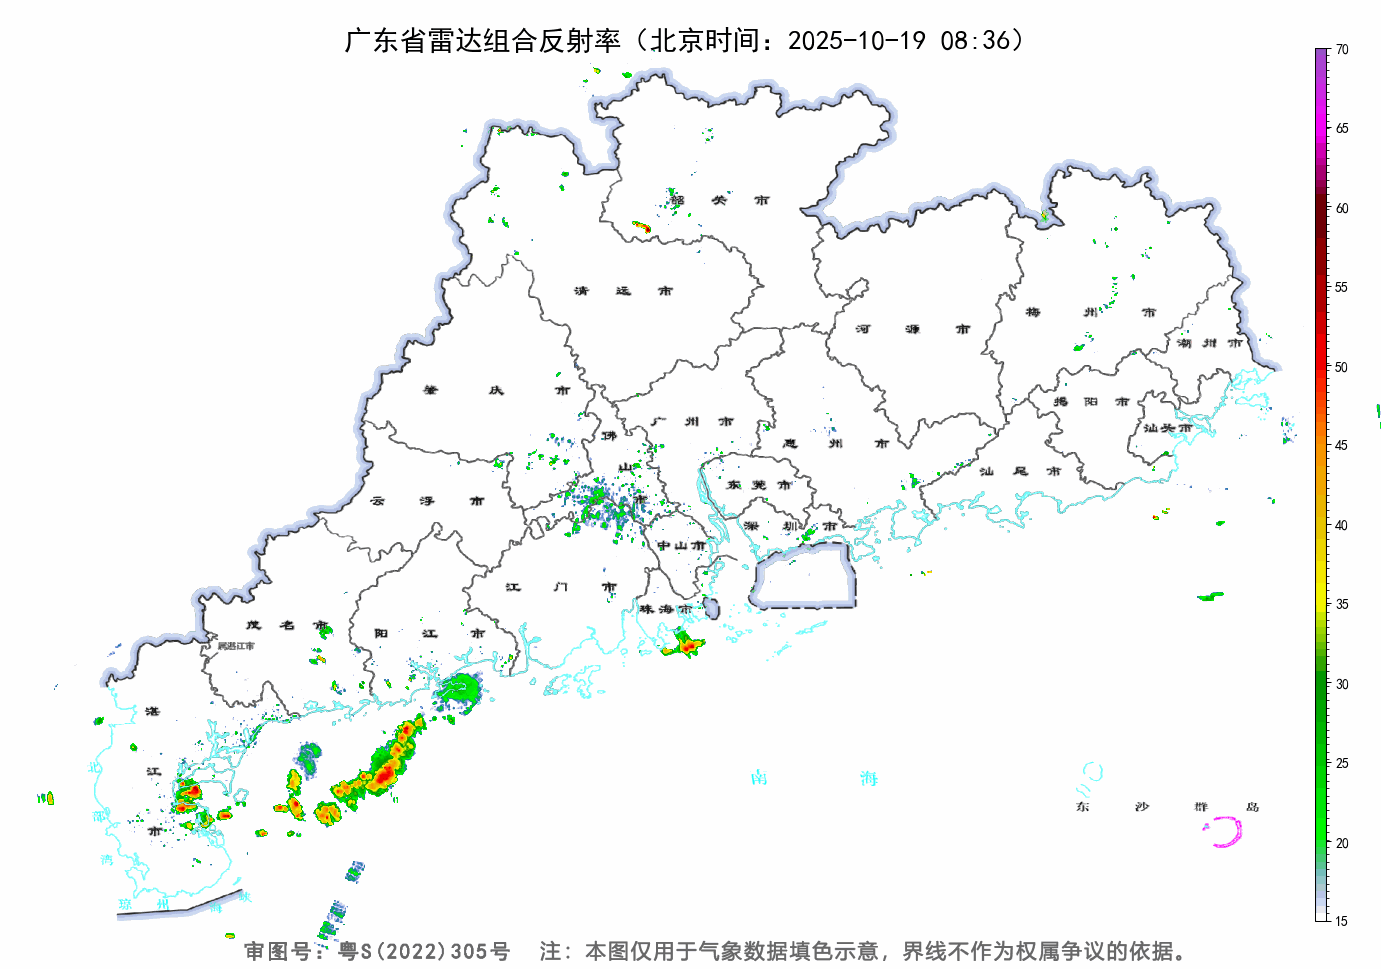 广东省雷达组合反射率（北京时间：2025-10-19 08:36）
韶关市
清远市
河源市
梅州市
潮州市
肇庆市
广州市
揭阳市
佛山市
惠州市
汕头市
云浮市
东莞市
汕尾市
深圳市
中山市
江门市
珠海市
茂名市
阳江市
属湛江市
湛江市
南海
北部湾
东沙群岛
琼州海峡
70
65
60
55
50
45
40
35
30
25
20
15
审图号：粤S(2022)305号 注：本图仅用于气象数据填色示意，界线不作为权属争议的依据。